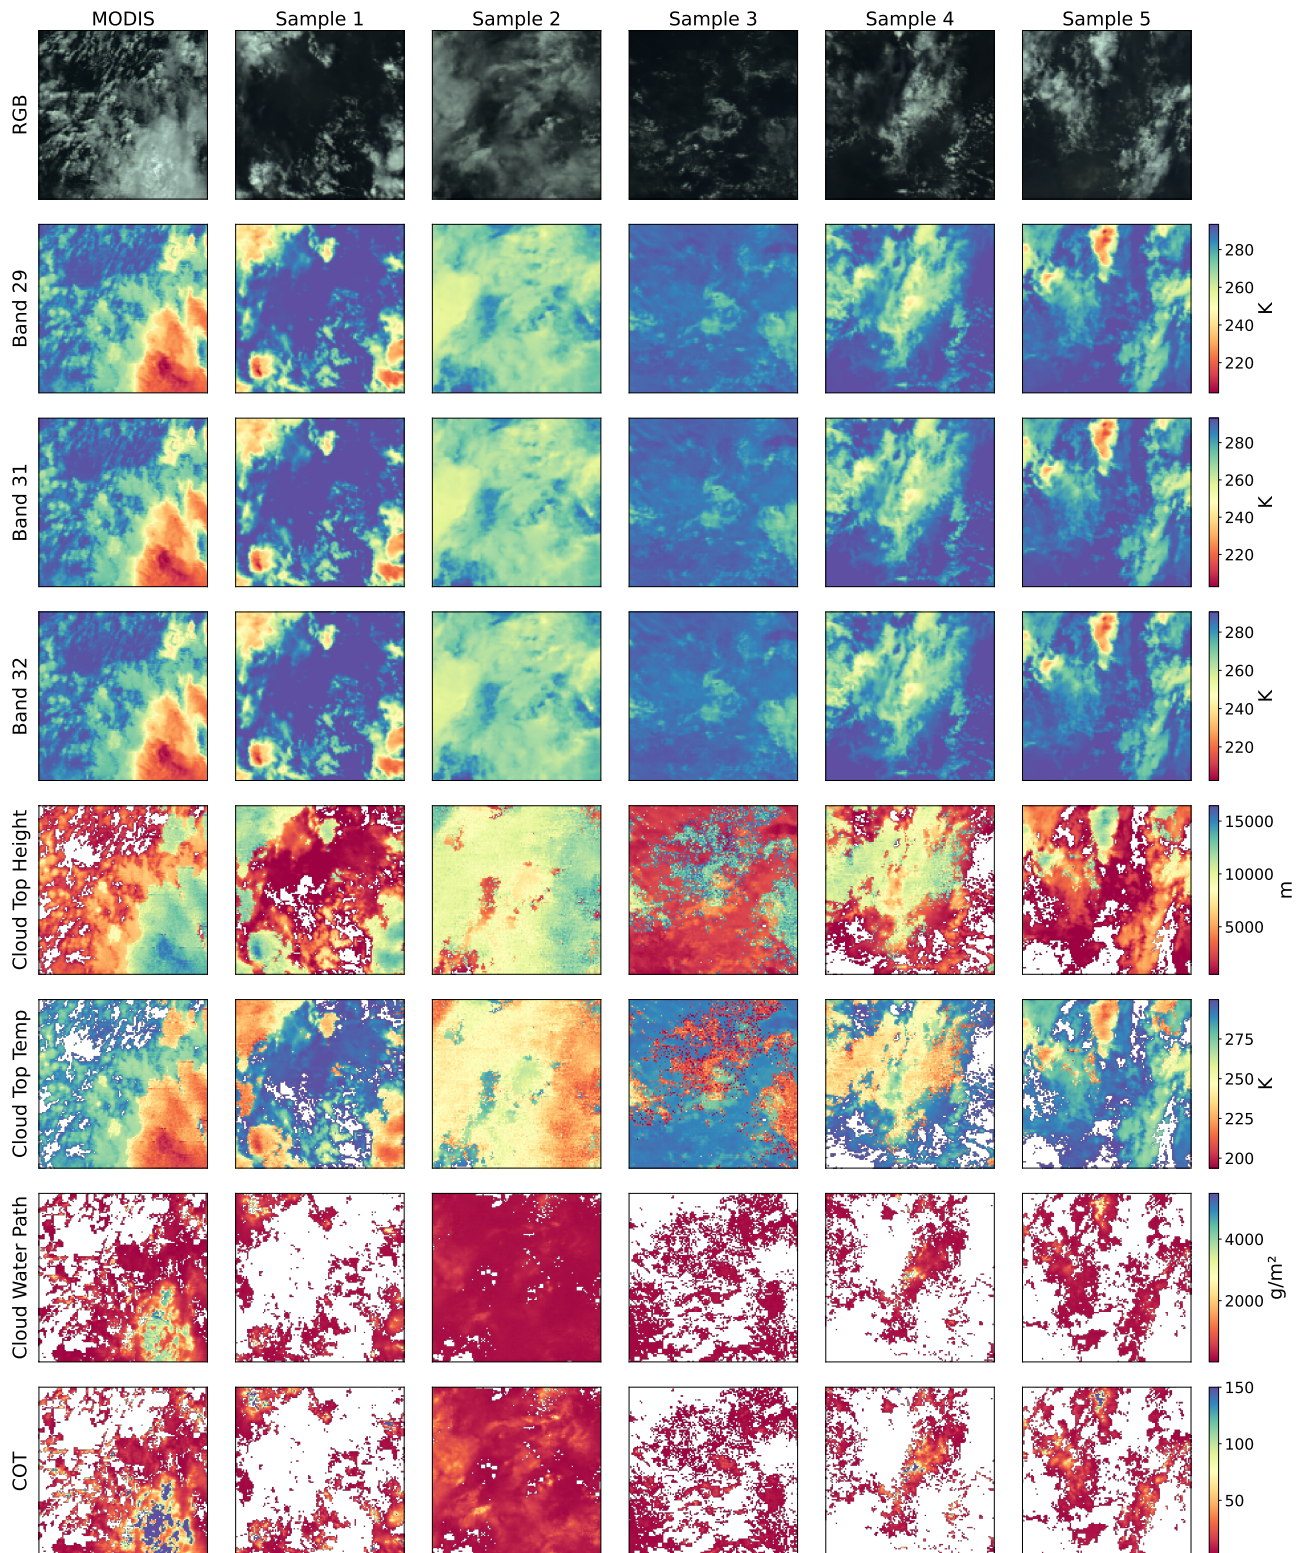 MODIS Sample 1 Sample 2 Sample 3 Sample 4 Sample 5
RGB
Band 29
280
260
240
220
K
Band 31
280
260
240
220
K
Band 32
280
260
240
220
K
Cloud Top Height
15000
10000
5000
m
Cloud Top Temp
275
250
225
200
K
Cloud Water Path
4000
2000
g/m²
COT
150
100
50